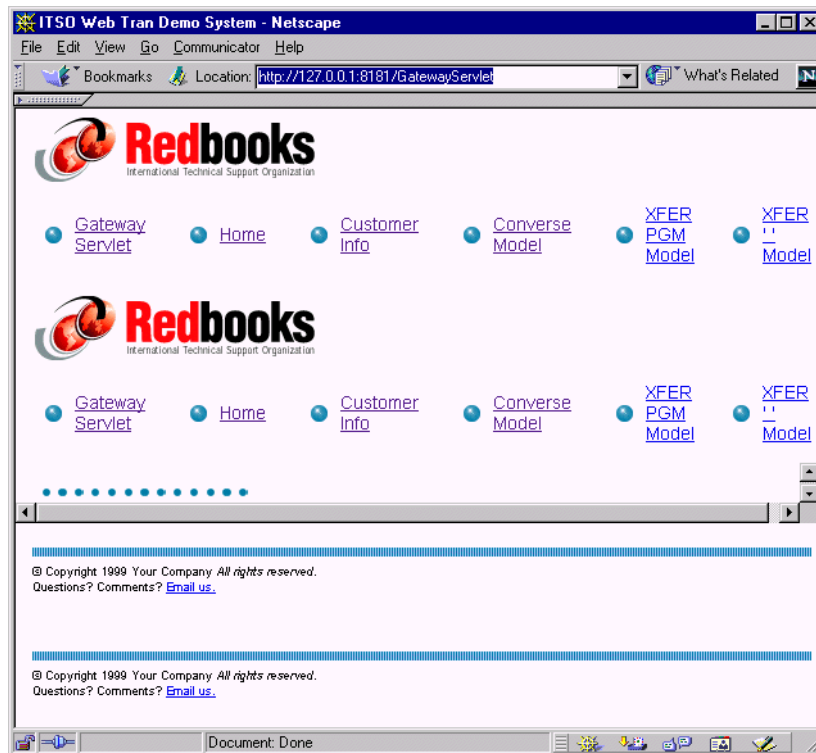 ITSO Web Tran Demo System - Netscape
File Edit View Go Communicator Help
Bookmarks Location: http://127.0.0.1:8181/GatewayServlet What's Related N
Redbooks
International Technical Support Organization
Gateway Servlet
Home
Customer Info
Converse Model
XFER PGM Model
XFER ' ' Model
Redbooks
International Technical Support Organization
Gateway Servlet
Home
Customer Info
Converse Model
XFER PGM Model
XFER ' ' Model
© Copyright 1999 Your Company All rights reserved.
Questions? Comments? Email us.
© Copyright 1999 Your Company All rights reserved.
Questions? Comments? Email us.
Document: Done